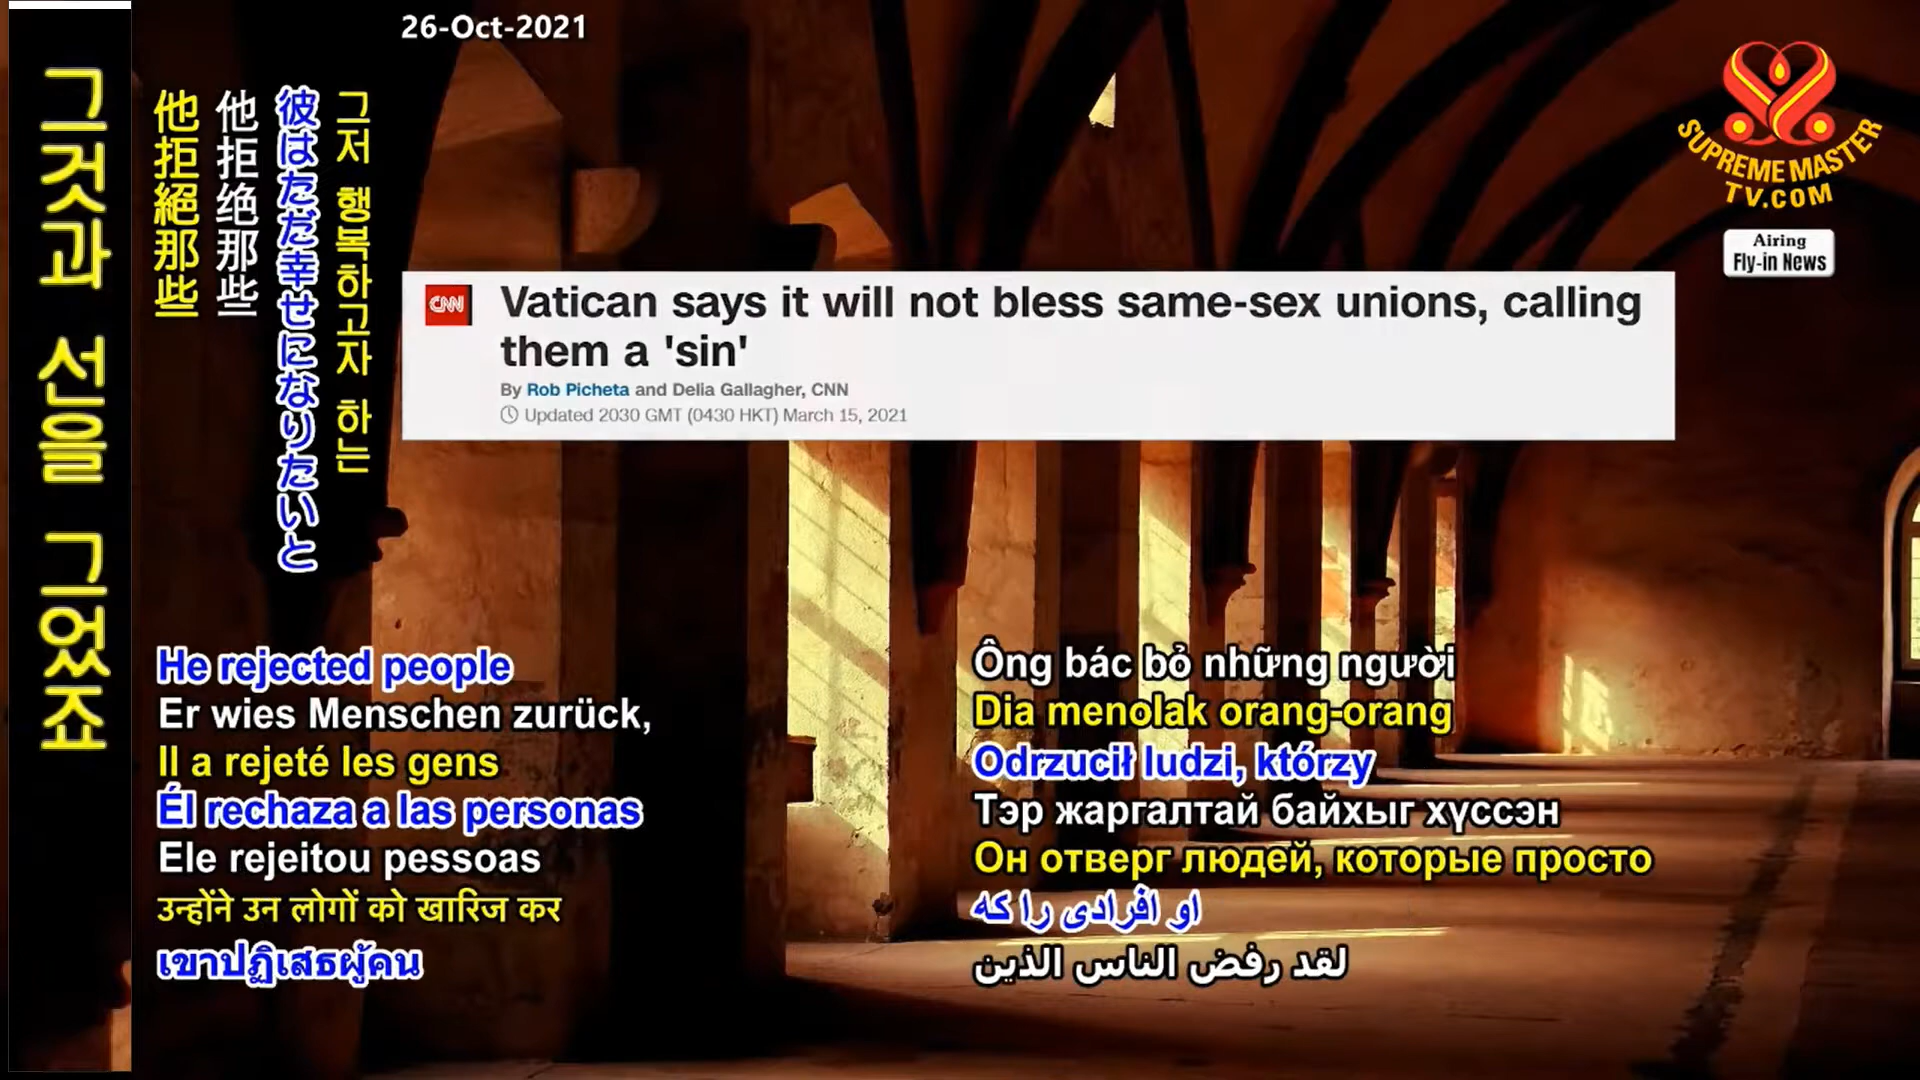 26-Oct-2021
그것과 선을 그었죠
他拒絕那些
他拒绝那些
彼はただ幸せになりたいと
그저 행복하고자 하는
SUPREME MASTER
TV.COM
Airing
Fly-in News
CNN
Vatican says it will not bless same-sex unions, calling
them a 'sin'
By Rob Picheta and Delia Gallagher, CNN
Updated 2030 GMT (0430 HKT) March 15, 2021
He rejected people
Er wies Menschen zurück,
Il a rejeté les gens
Él rechaza a las personas
Ele rejeitou pessoas
उन्होंने उन लोगों को खारिज कर
เขาปฏิเสธผู้คน
Ông bác bỏ những người
Dia menolak orang-orang
Odrzucił ludzi, którzy
Тэр жаргалтай байхыг хүссэн
Он отверг людей, которые просто
او افرادی را که
لقد رفض الناس الذين